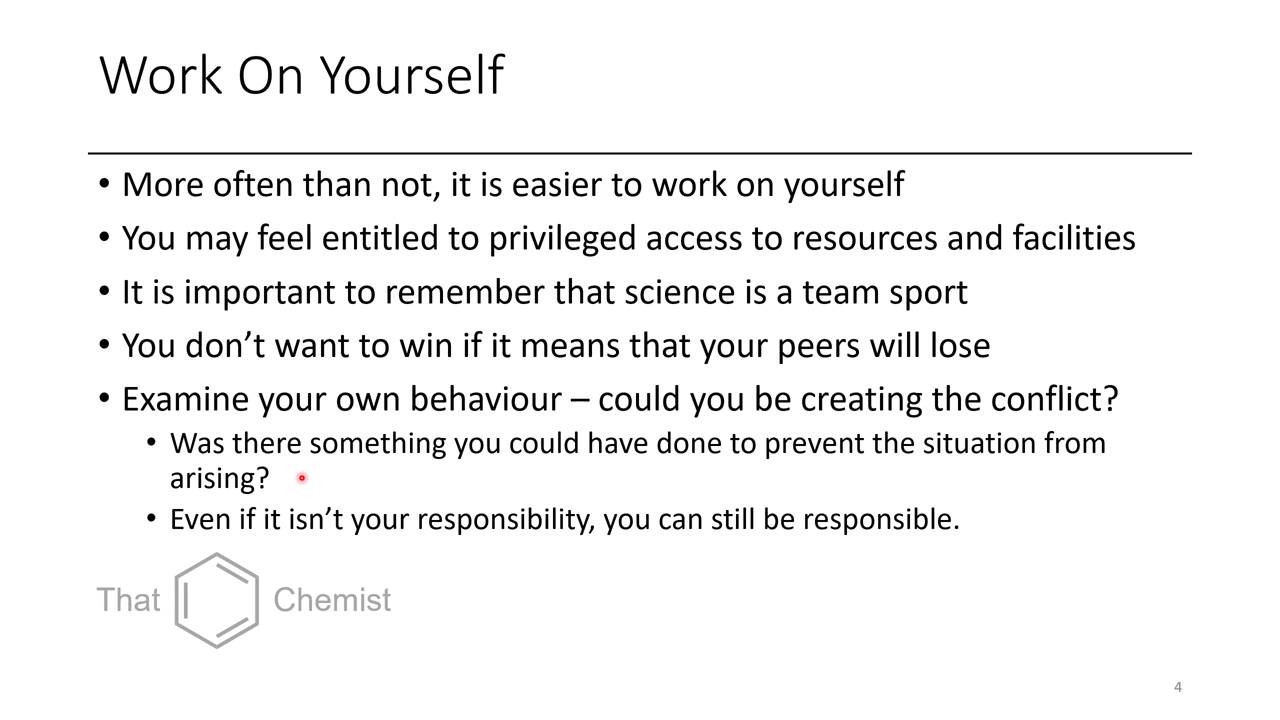 Work On Yourself
• More often than not, it is easier to work on yourself
• You may feel entitled to privileged access to resources and facilities
• It is important to remember that science is a team sport
• You don’t want to win if it means that your peers will lose
• Examine your own behaviour – could you be creating the conflict?
• Was there something you could have done to prevent the situation from
arising?
• Even if it isn’t your responsibility, you can still be responsible.
That Chemist
4